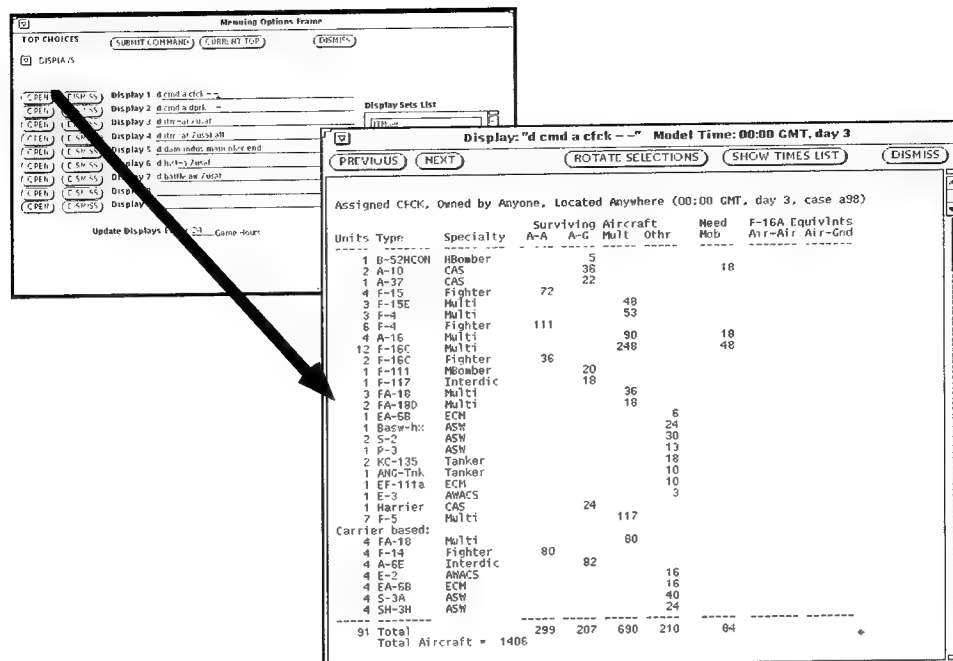 Menuing Options Frame
TOP CHOICES SUBMIT COMMAND CURRENT TOP DISMISS
DISPLAYS
Display 1 d cmd a cfck --
Display 2 d cmd a dprk -
Display 3
Display 4
Display 5
Display 6
7 d battle aw 7usaf
Display Sets List
Update Displays 24 Game Hours
Display: "d cmd a cfck --" Model Time: 00:00 GMT, day 3
PREVIOUS NEXT ROTATE SELECTIONS SHOW TIMES LIST DISMISS
Assigned CFCK, Owned by Anyone, Located Anywhere (00:00 GMT, day 3, case a98)
Surviving Aircraft Need F-16A Equivlnts
Units Type Specialty A-A A-G Mult Othr Mob Air-Air Air-Gnd
1 B-52HCON HBomber 5
2 A-10 CAS 36 18
1 A-37 CAS 22
4 F-15 Fighter 72
3 F-15E Multi 48
3 F-4 Multi 53
6 F-4 Fighter 111
4 A-16 Multi 90 18
12 F-16C Multi 248 48
2 F-16C Fighter 36
1 F-111 MBomber 20
1 F-117 Interdic 18
3 FA-18 Multi 36
2 FA-18D Multi 18
1 EA-6B ECM 6
1 Basw-hx ASW 24
2 S-2 ASW 30
1 P-3 ASW 13
2 KC-135 Tanker 18
1 ANG-Tnk Tanker 10
1 EF-111a ECM 10
1 E-3 AWACS 3
1 Harrier CAS 24
7 F-5 Multi 117
Carrier based:
4 FA-18 Multi 80
4 F-14 Fighter 80
4 A-6E Interdic 82
4 E-2 AWACS 16
4 EA-6B ECM 16
4 S-3A ASW 40
4 SH-3H ASW 24
91 Total 299 207 690 210 84
Total Aircraft = 1406